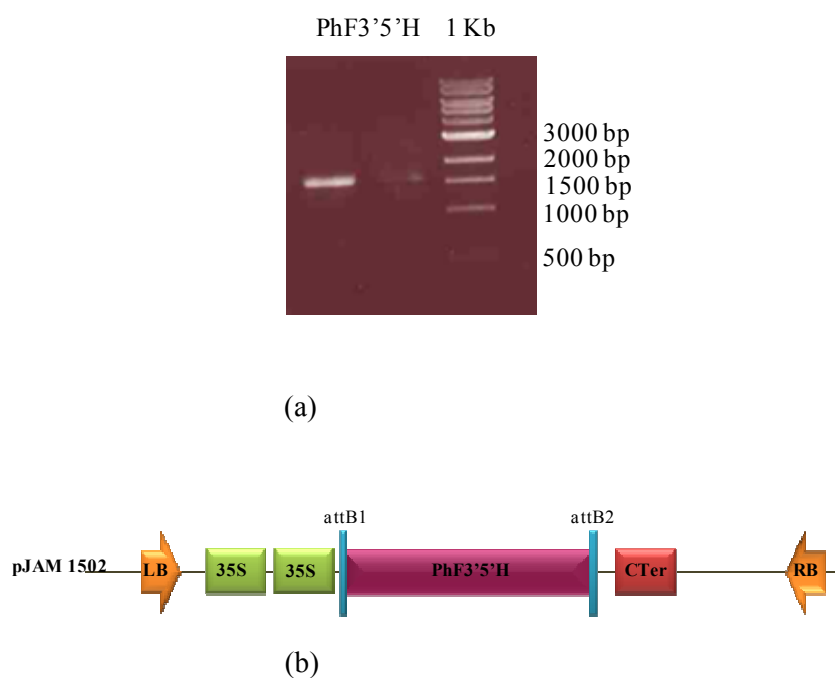 PhF3’5’H 1 Kb
3000 bp
2000 bp
1500 bp
1000 bp
500 bp
(a)
attB1 attB2
pJAM 1502 LB 35S 35S PhF3’5’H CTer RB
(b)